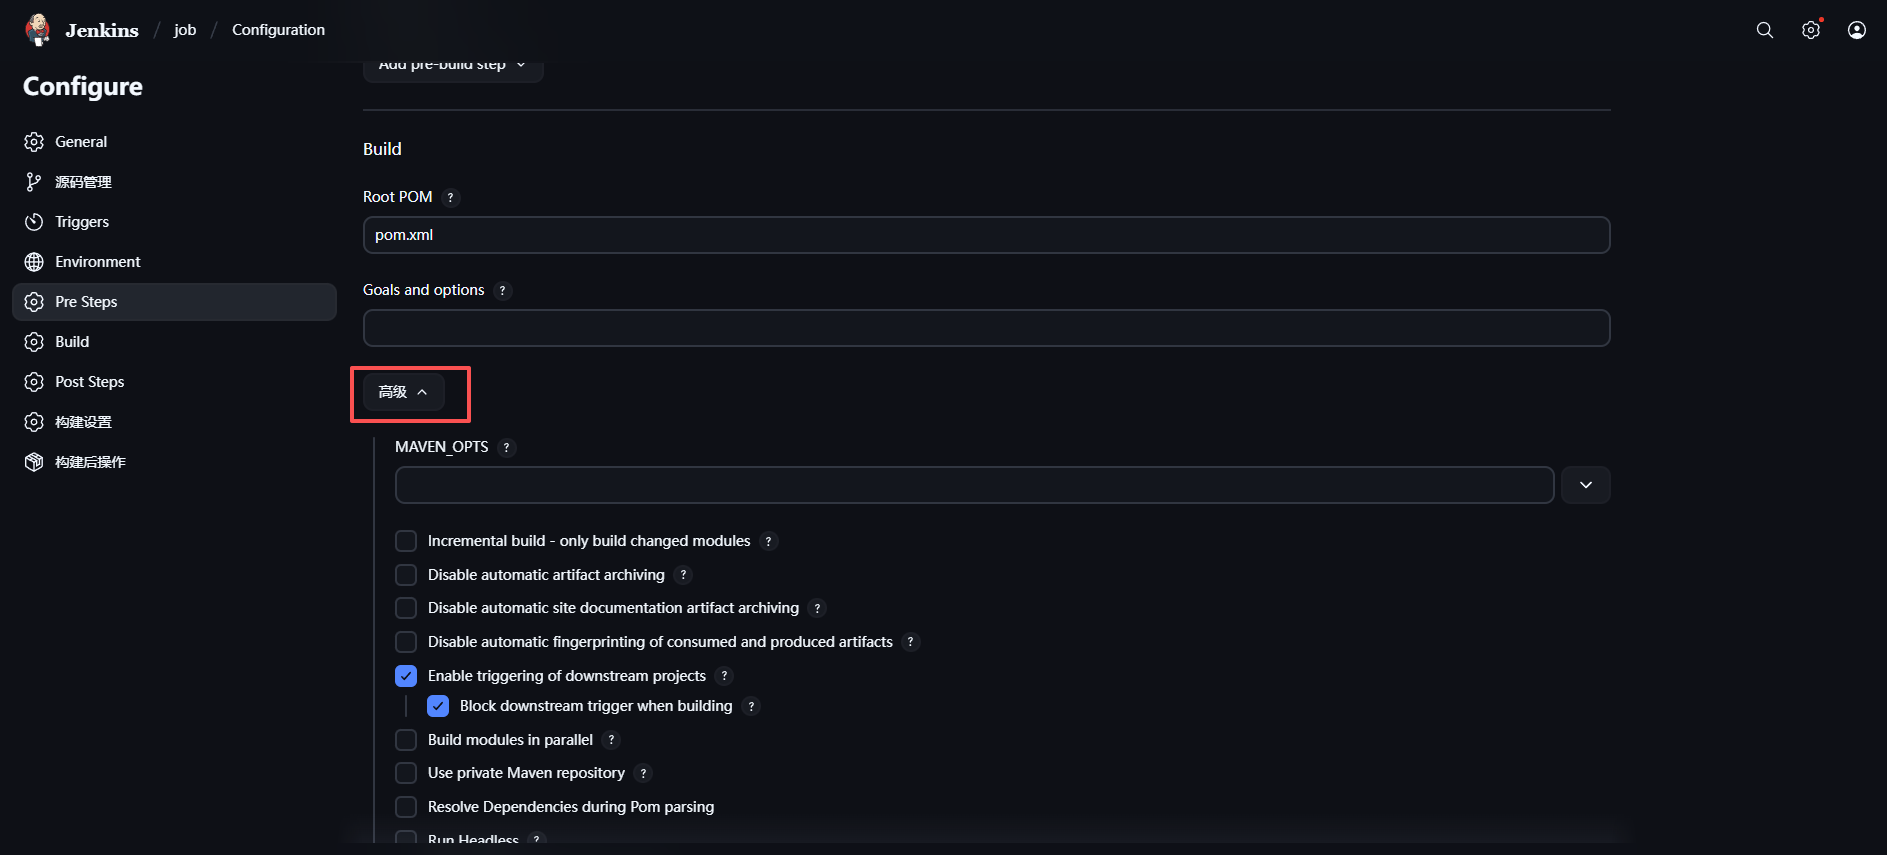 Jenkins / job / Configuration
Configure
General
源码管理
Triggers
Environment
Pre Steps
Build
Post Steps
构建设置
构建后操作
Add pre-build step
Build
Root POM ?
pom.xml
Goals and options ?
高级
MAVEN_OPTS ?
Incremental build - only build changed modules ?
Disable automatic artifact archiving ?
Disable automatic site documentation artifact archiving ?
Disable automatic fingerprinting of consumed and produced artifacts ?
Enable triggering of downstream projects ?
Block downstream trigger when building ?
Build modules in parallel ?
Use private Maven repository ?
Resolve Dependencies during Pom parsing
Run Headless ?